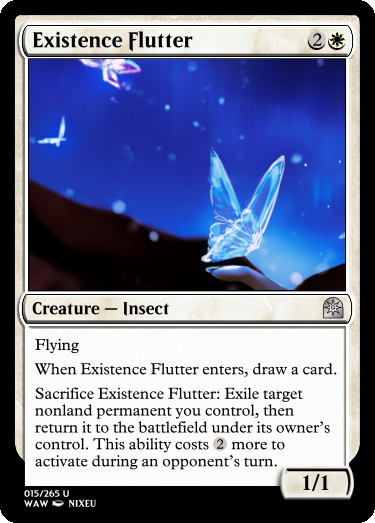 Existence Flutter 2
Creature — Insect
Flying
When Existence Flutter enters, draw a card.
Sacrifice Existence Flutter: Exile target
nonland permanent you control, then
return it to the battlefield under its owner's
control. This ability costs 2 more to
activate during an opponent's turn.
1/1
015/265 U
WAW NIXEU